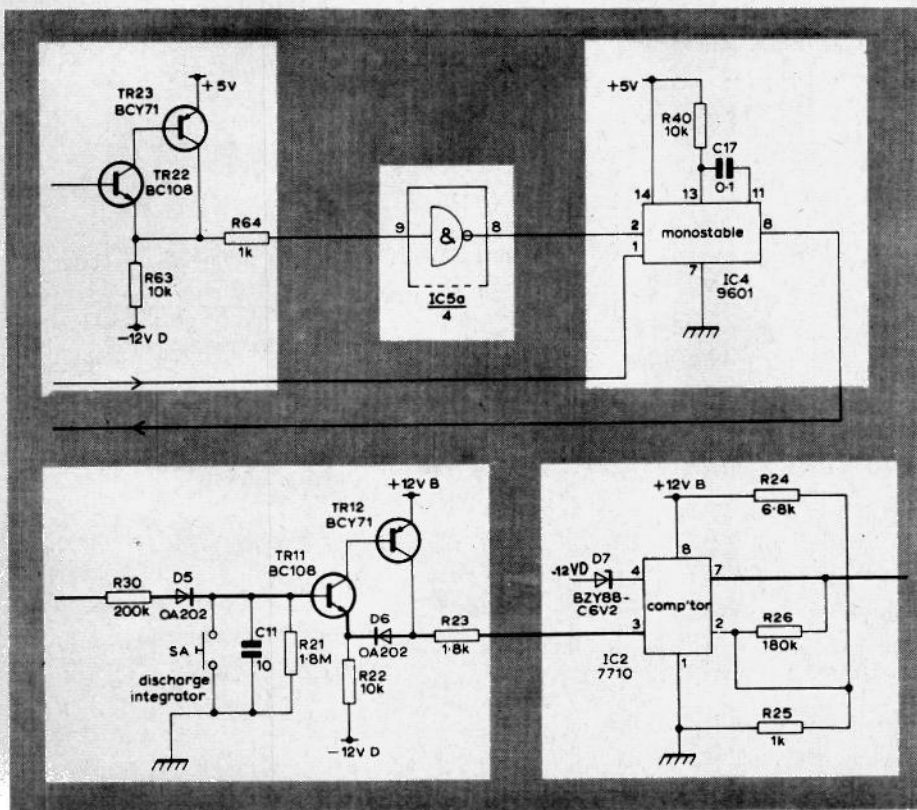 +5V
TR23
BCY71
TR22
BC108
R64
1k
R63
10k
-12V D
9
&
8
IC5a
4
+5V
R40
10k
C17
0·1
14
13
11
2
1
monostable
8
7
IC4
9601
+12V B
TR12
BCY71
TR11
BC108
R30
200k
D5
OA202
SA
discharge
integrator
C11
10
R21
1·8M
D6
OA202
R22
10k
-12V D
R23
1·8k
+12V B
R24
6·8k
-12VD
D7
BZY88-
C6V2
8
4
7
comp'tor
3
2
R26
180k
IC2
7710
1
R25
1k